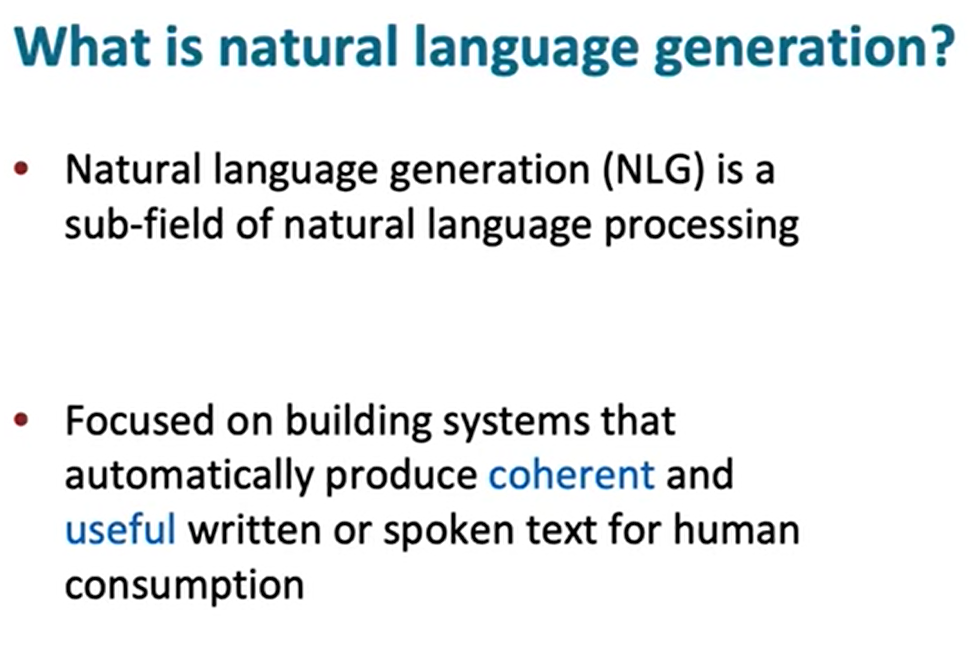 What is natural language generation?
• Natural language generation (NLG) is a
sub-field of natural language processing
• Focused on building systems that
automatically produce coherent and
useful written or spoken text for human
consumption